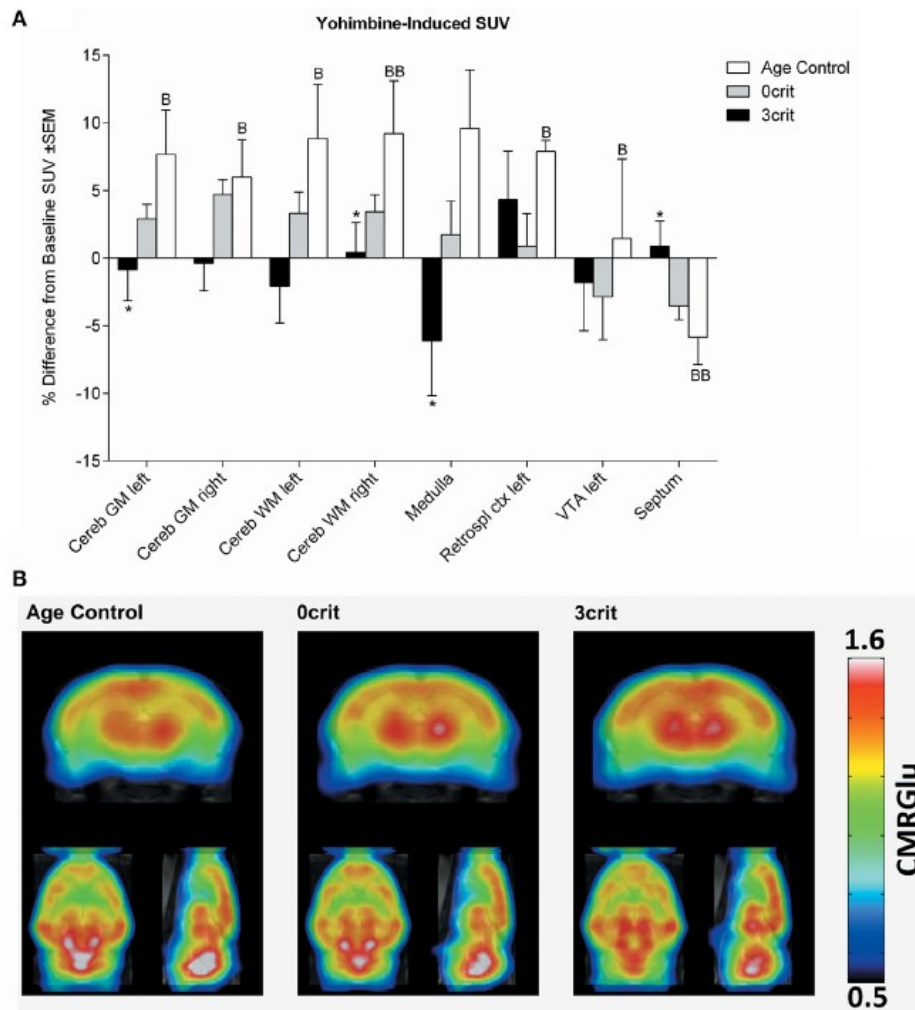 A
Yohimbine-Induced SUV
% Difference from Baseline SUV ±SEM
15
10
5
0
-5
-10
-15
Age Control
0crit
3crit
B
B
B
BB
B
B
BB
*
*
*
*
Cereb GM left
Cereb GM right
Cereb WM left
Cereb WM right
Medulla
Retrospl ctx left
VTA left
Septum
B
Age Control
0crit
3crit
1.6
CMRGlu
0.5